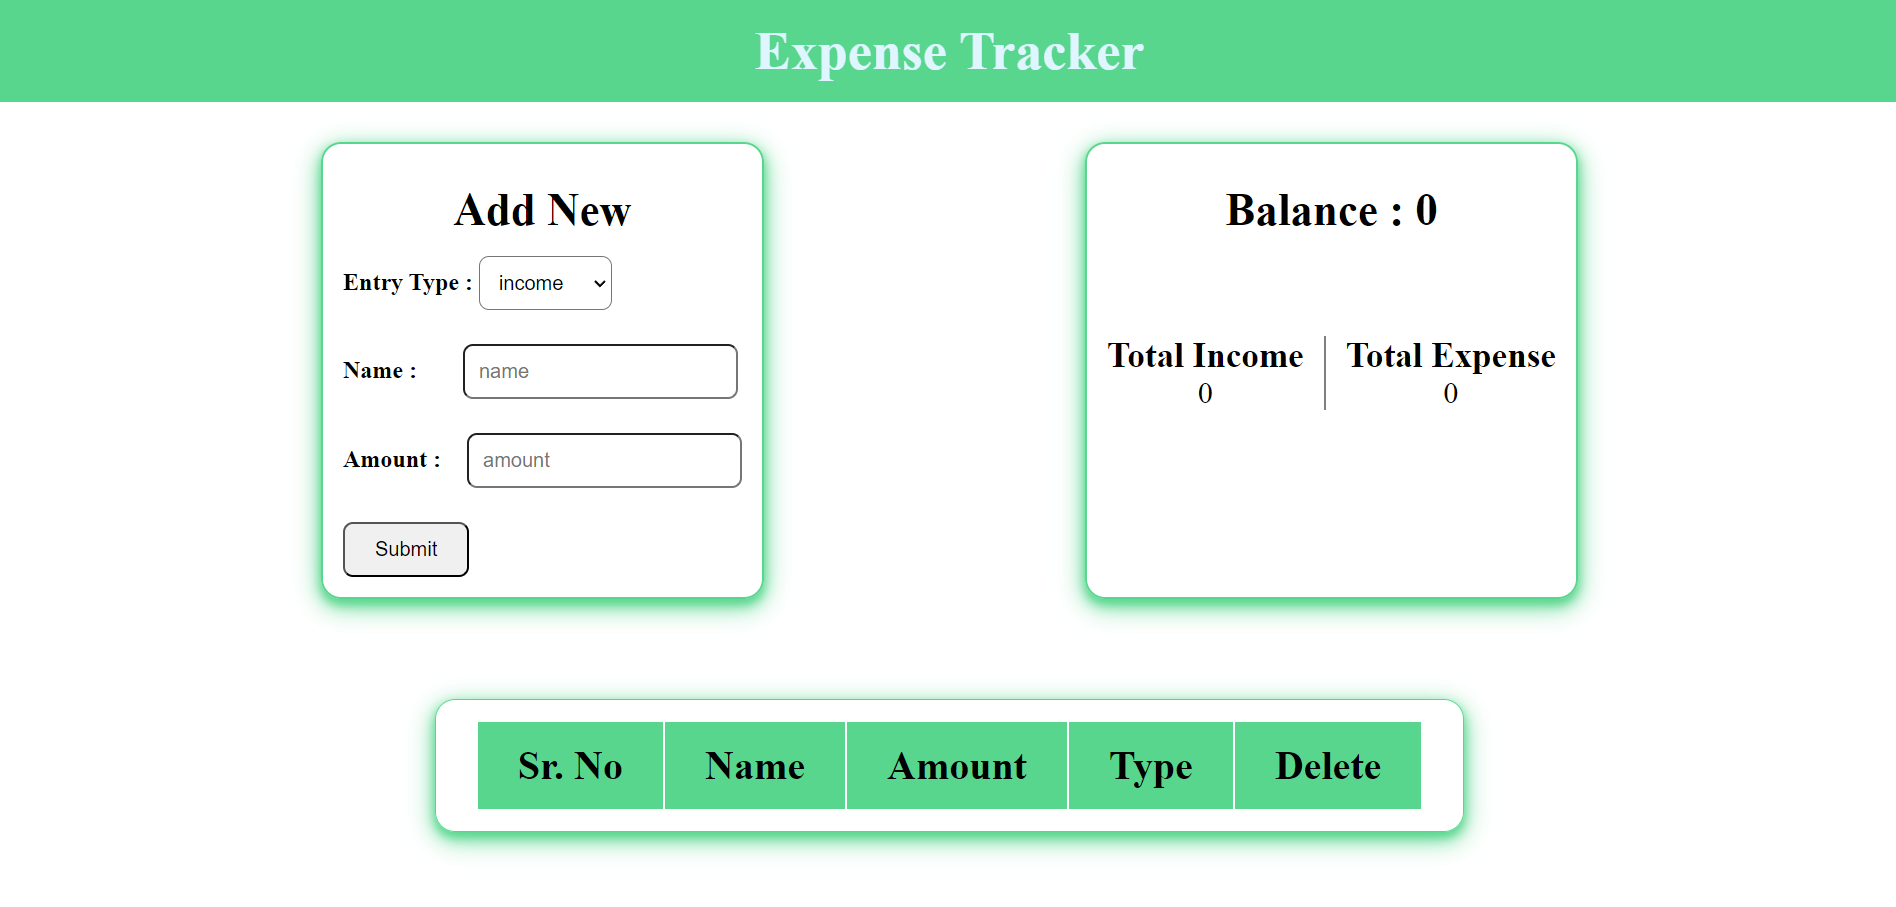 Expense Tracker
Add New
Entry Type : income
Name : name
Amount : amount
Submit
Balance : 0
Total Income Total Expense
0 0
Sr. No Name Amount Type Delete